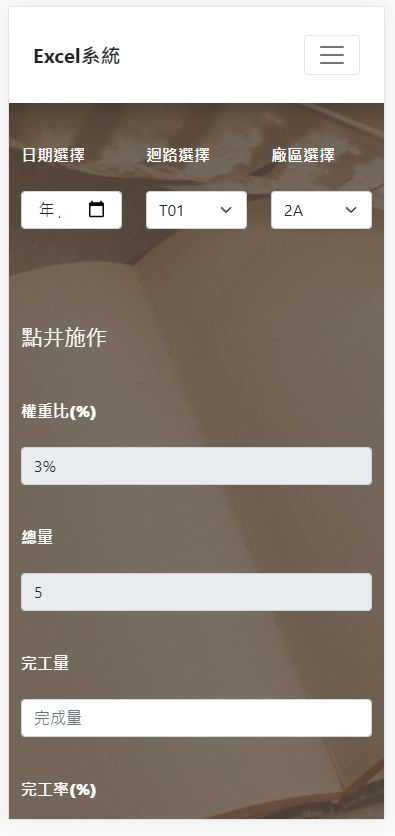 Excel系統
日期選擇 迴路選擇 廠區選擇
年 T01 2A
點井施作
權重比(%)
3%
總量
5
完工量
完成量
完工率(%)